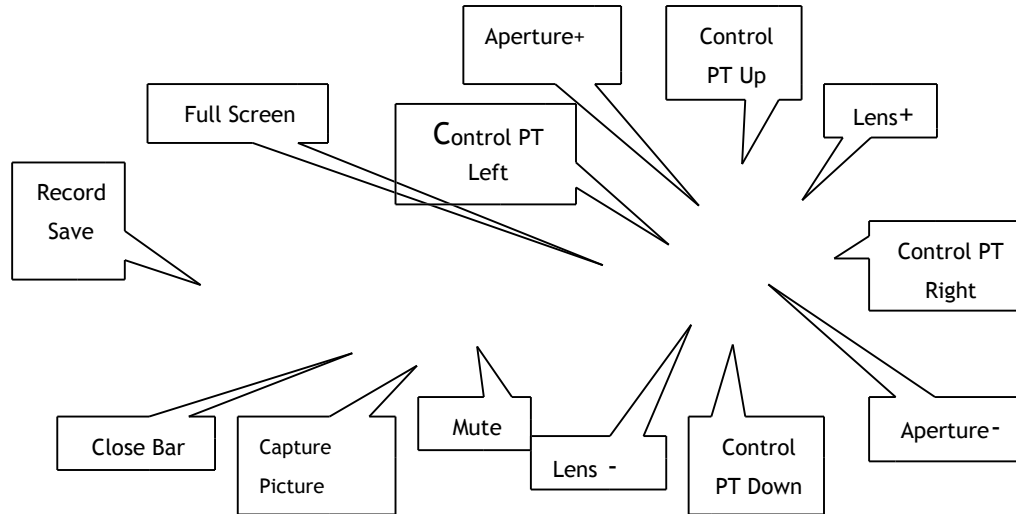 Aperture+
Control
PT Up
Full Screen
Lens+
Control PT
Left
Record
Save
Control PT
Right
Close Bar
Capture
Picture
Mute
Lens -
Control
PT Down
Aperture-